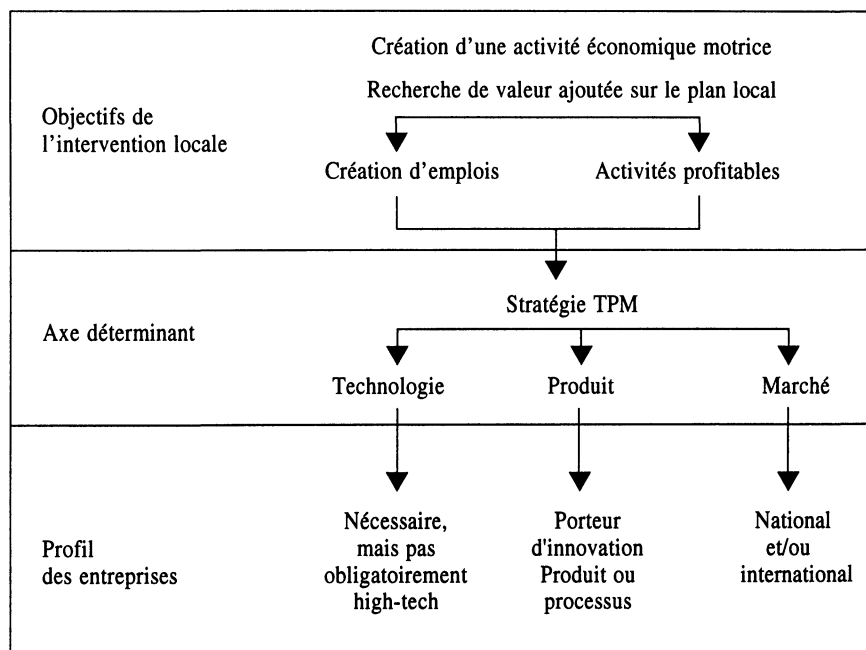 Création d'une activité économique motrice
Recherche de valeur ajoutée sur le plan local
Objectifs de
l'intervention locale
Création d'emplois
Activités profitables
Stratégie TPM
Axe déterminant
Technologie
Produit
Marché
Profil
des entreprises
Nécessaire,
mais pas
obligatoirement
high-tech
Porteur
d'innovation
Produit ou
processus
National
et/ou
international